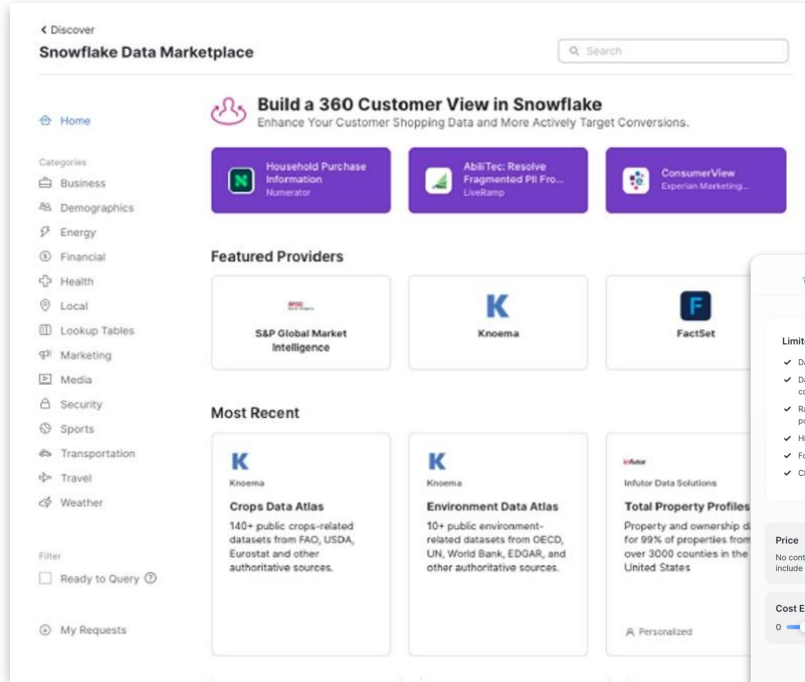 Discover
Snowflake Data Marketplace
Search
Home
Categories
Business
Demographics
Energy
Financial
Health
Local
Lookup Tables
Marketing
Media
Security
Sports
Transportation
Travel
Weather
Filter
Ready to Query
My Requests
Build a 360 Customer View in Snowflake
Enhance Your Customer Shopping Data and More Actively Target Conversions.
Household Purchase
Information
Numerator
AbiliTec: Resolve
Fragmented PII Fro...
LiveRamp
ConsumerView
Experian Marketing...
Featured Providers
S&P Global Market
Intelligence
K
Knoema
F
FactSet
Most Recent
K
Knoema
Crops Data Atlas
140+ public crops-related
datasets from FAO, USDA,
Eurostat and other
authoritative sources.
K
Knoema
Environment Data Atlas
10+ public environment-
related datasets from OECD,
UN, World Bank, EDGAR, and
other authoritative sources.
infutor
Infutor Data Solutions
Total Property Profiles
Property and ownership
for 99% of properties from
over 3000 counties in the
United States
Personalized
Price
include
Cost
0